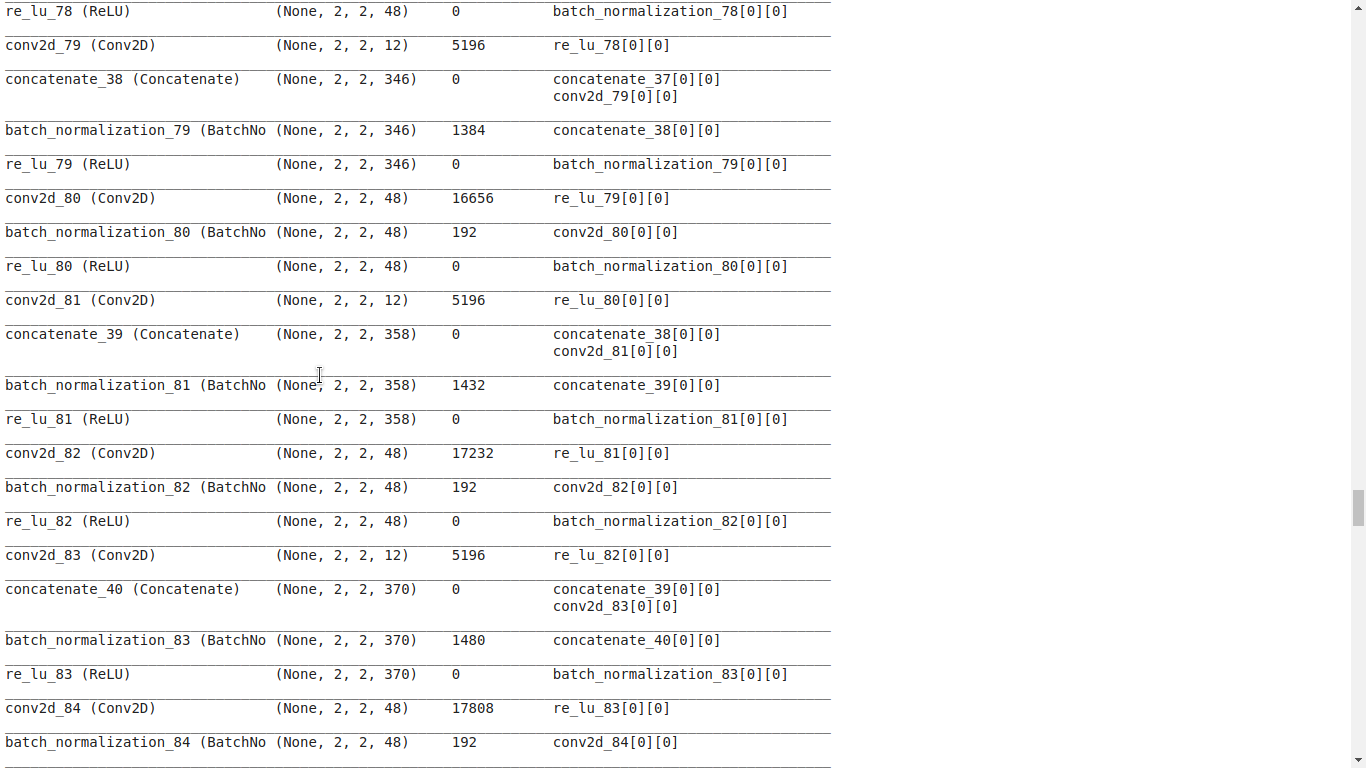 re_lu_78 (ReLU) (None, 2, 2, 48) 0 batch_normalization_78[0][0]
conv2d_79 (Conv2D) (None, 2, 2, 12) 5196 re_lu_78[0][0]
concatenate_38 (Concatenate) (None, 2, 2, 346) 0 concatenate_37[0][0]
conv2d_79[0][0]
batch_normalization_79 (BatchNo (None, 2, 2, 346) 1384 concatenate_38[0][0]
re_lu_79 (ReLU) (None, 2, 2, 346) 0 batch_normalization_79[0][0]
conv2d_80 (Conv2D) (None, 2, 2, 48) 16656 re_lu_79[0][0]
batch_normalization_80 (BatchNo (None, 2, 2, 48) 192 conv2d_80[0][0]
re_lu_80 (ReLU) (None, 2, 2, 48) 0 batch_normalization_80[0][0]
conv2d_81 (Conv2D) (None, 2, 2, 12) 5196 re_lu_80[0][0]
concatenate_39 (Concatenate) (None, 2, 2, 358) 0 concatenate_38[0][0]
conv2d_81[0][0]
batch_normalization_81 (BatchNo (None, 2, 2, 358) 1432 concatenate_39[0][0]
re_lu_81 (ReLU) (None, 2, 2, 358) 0 batch_normalization_81[0][0]
conv2d_82 (Conv2D) (None, 2, 2, 48) 17232 re_lu_81[0][0]
batch_normalization_82 (BatchNo (None, 2, 2, 48) 192 conv2d_82[0][0]
re_lu_82 (ReLU) (None, 2, 2, 48) 0 batch_normalization_82[0][0]
conv2d_83 (Conv2D) (None, 2, 2, 12) 5196 re_lu_82[0][0]
concatenate_40 (Concatenate) (None, 2, 2, 370) 0 concatenate_39[0][0]
conv2d_83[0][0]
batch_normalization_83 (BatchNo (None, 2, 2, 370) 1480 concatenate_40[0][0]
re_lu_83 (ReLU) (None, 2, 2, 370) 0 batch_normalization_83[0][0]
conv2d_84 (Conv2D) (None, 2, 2, 48) 17808 re_lu_83[0][0]
batch_normalization_84 (BatchNo (None, 2, 2, 48) 192 conv2d_84[0][0]